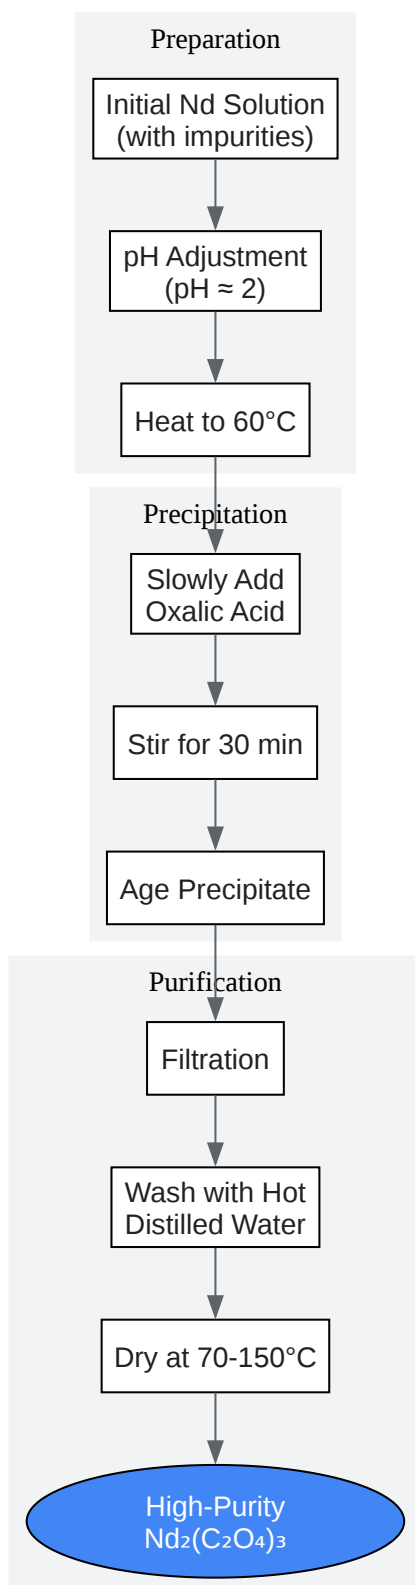 Preparation
Initial Nd Solution
(with impurities)
pH Adjustment
(pH ≈ 2)
Heat to 60°C
Precipitation
Slowly Add
Oxalic Acid
Stir for 30 min
Age Precipitate
Purification
Filtration
Wash with Hot
Distilled Water
Dry at 70-150°C
High-Purity
Nd₂(C₂O₄)₃